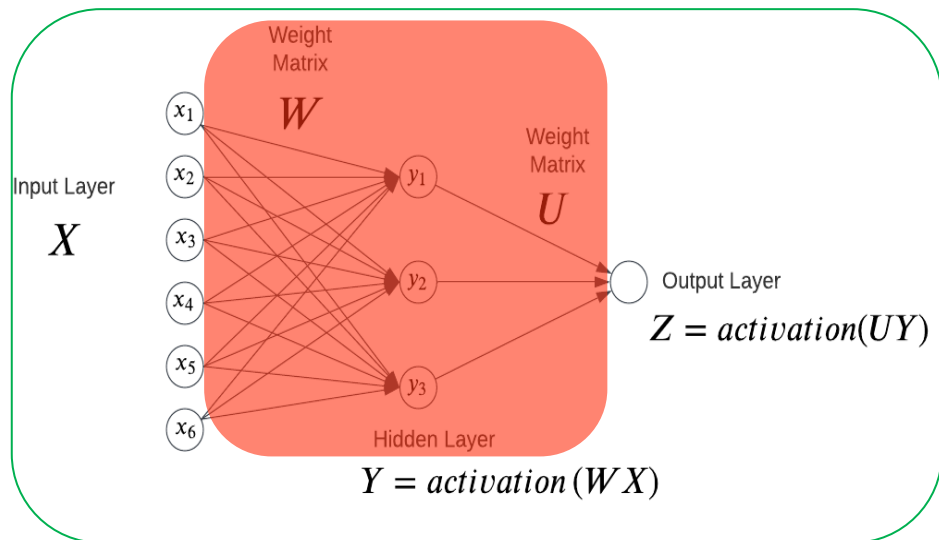 Weight
Matrix
W
Weight
Matrix
U
Input Layer
X
x1
x2
x3
x4
x5
x6
y1
y2
y3
Hidden Layer
Y = activation (W X)
Output Layer
Z = activation(UY)